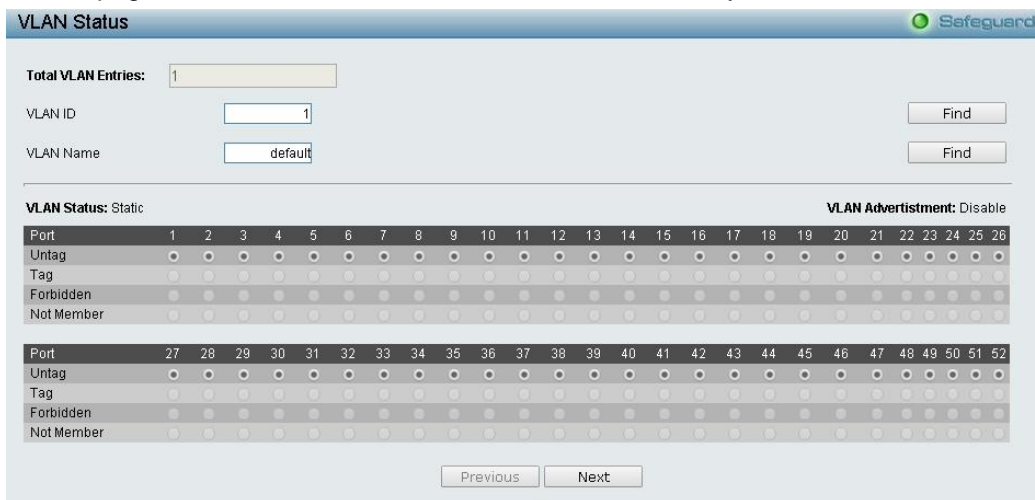 VLAN Status Safeguard
Total VLAN Entries: 1
VLAN ID 1 Find
VLAN Name default Find
VLAN Status: Static VLAN Advertistment: Disable
Port 1 2 3 4 5 6 7 8 9 10 11 12 13 14 15 16 17 18 19 20 21 22 23 24 25 26
Untag
Tag
Forbidden
Not Member
Port 27 28 29 30 31 32 33 34 35 36 37 38 39 40 41 42 43 44 45 46 47 48 49 50 51 52
Untag
Tag
Forbidden
Not Member
Previous Next